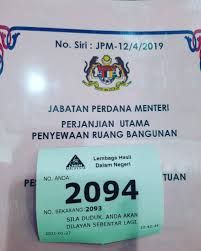 No. Siri : JPM-12/4/2019
JABATAN PERDANA MENTERI
PERJANJIAN UTAMA
PENYEWAAN RUANG BANGUNAN
Lembaga Hasil
Dalam Negeri
NO. ANDA:
2094
NO. SEKARANG: 2093
SILA DUDUK, ANDA AKAN
DILAYAN SEBENTAR LAGI.
TUAN